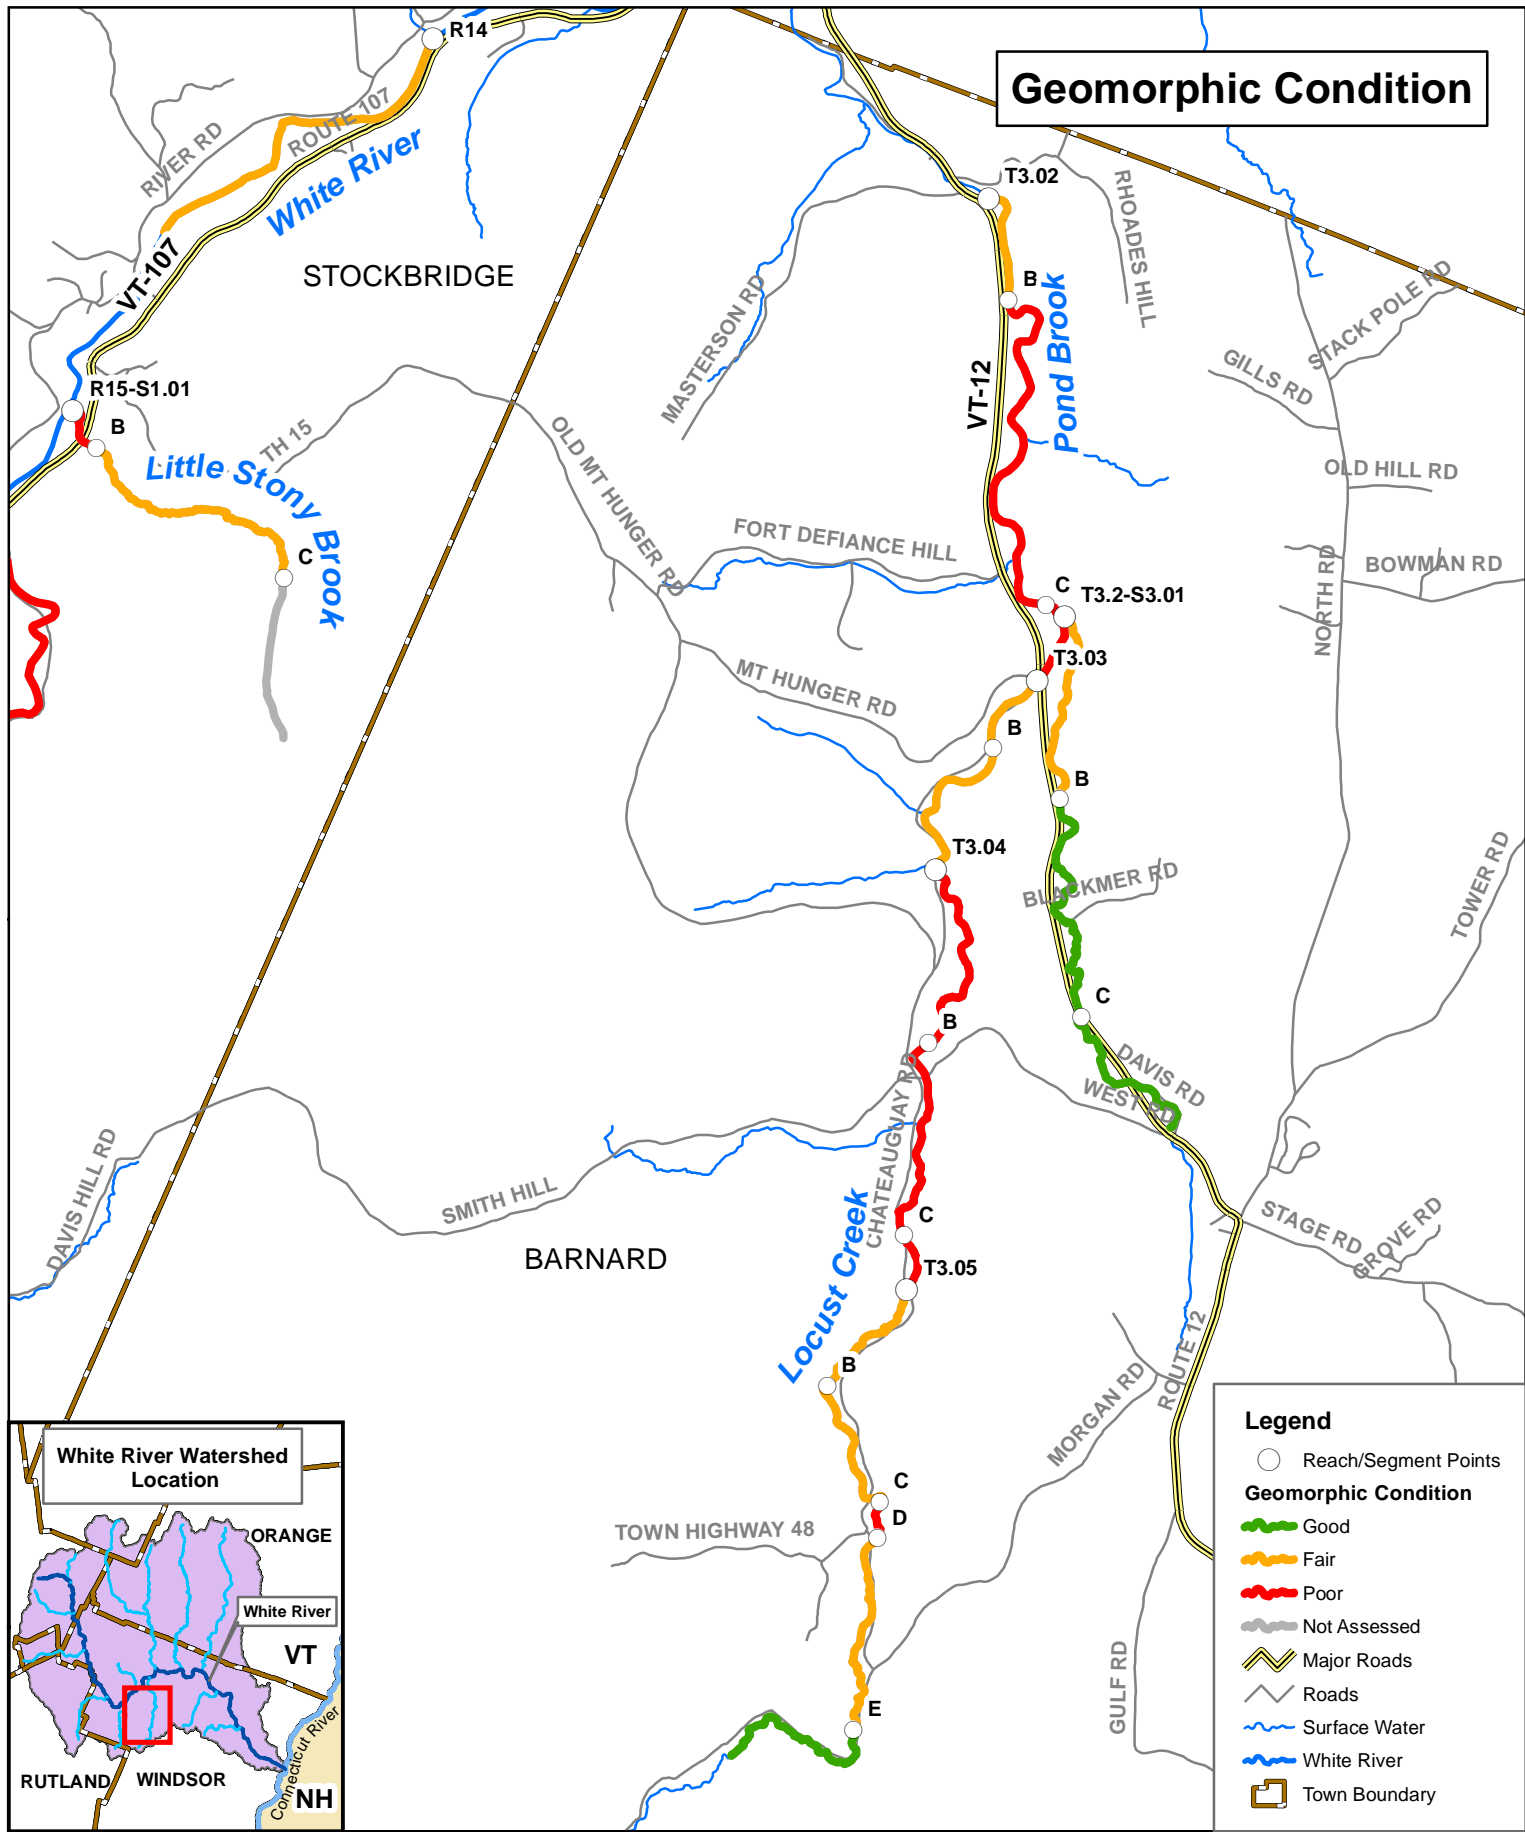 Geomorphic Condition
R14
RIVER RD
ROUTE 107
White River
VT-107
STOCKBRIDGE
T3.02
RHOADES HILL
B
Pond Brook
STACK POLE RD
GILLS RD
MASTERSON RD
VT-12
R15-S1.01
B
TH 15
Little Stony Brook
C
OLD MT HUNGER RD
OLD HILL RD
FORT DEFIANCE HILL
NORTH RD
BOWMAN RD
C
T3.2-S3.01
T3.03
MT HUNGER RD
B
B
T3.04
BLACKMER RD
TOWER RD
C
B
DAVIS RD
WEST RD
CHATEAUGUAY RD
DAVIS HILL RD
SMITH HILL
C
STAGE RD
GROVE RD
BARNARD
Locust Creek
T3.05
ROUTE 12
B
MORGAN RD
C
D
TOWN HIGHWAY 48
GULF RD
E
White River Watershed
Location
ORANGE
White River
VT
RUTLAND
WINDSOR
Connecticut River
NH
Legend
Reach/Segment Points
Geomorphic Condition
Good
Fair
Poor
Not Assessed
Major Roads
Roads
Surface Water
White River
Town Boundary